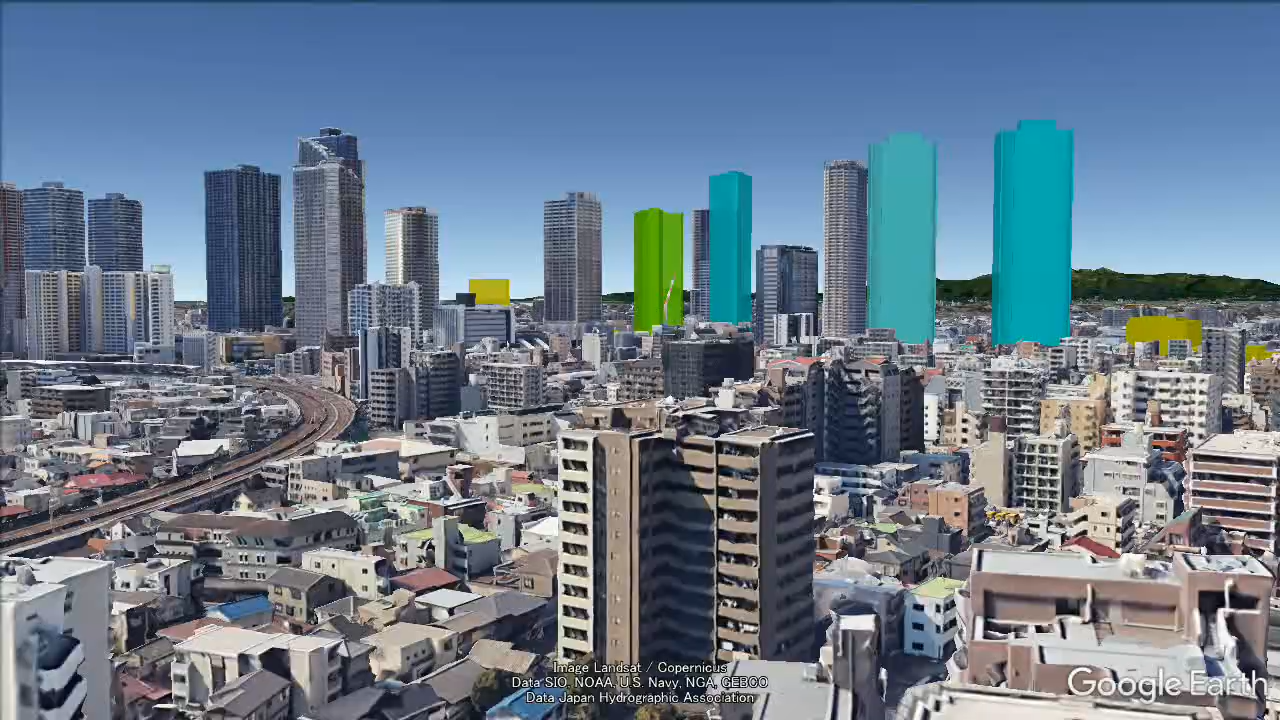 Image Landsat / Copernicus
Data SIO, NOAA, U.S. Navy, NGA, GEBCO
Data Japan Hydrographic Association
Google Earth